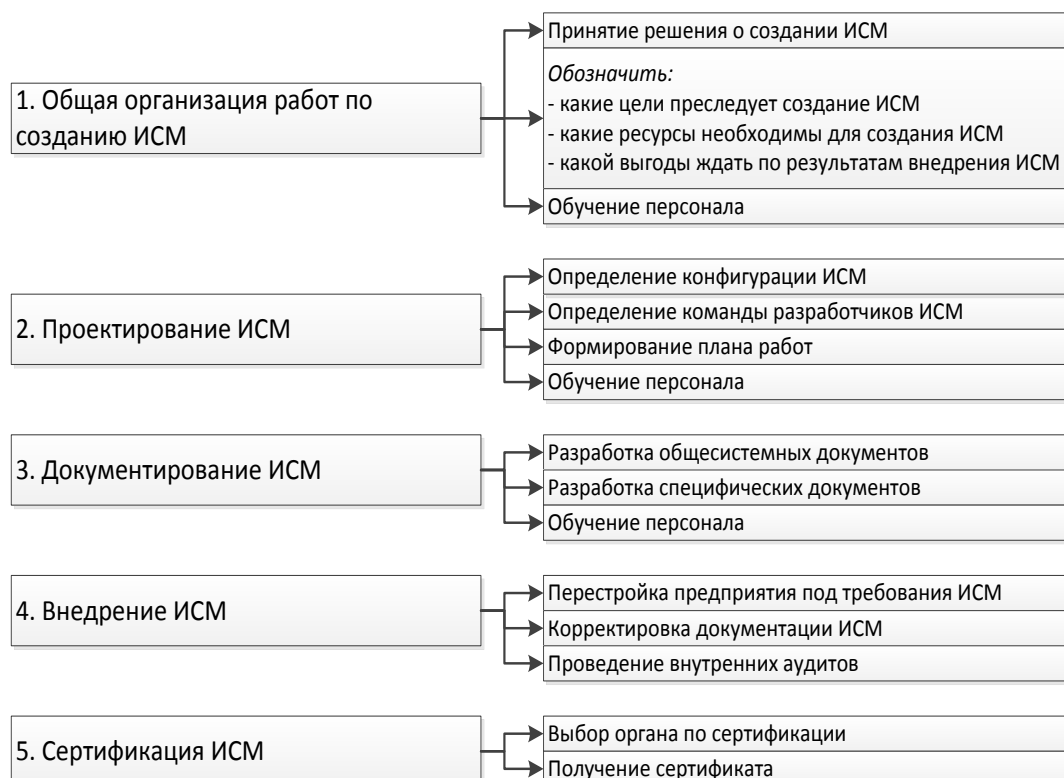 1. Общая организация работ по
созданию ИСМ
Принятие решения о создании ИСМ
Обозначить:
- какие цели преследует создание ИСМ
- какие ресурсы необходимы для создания ИСМ
- какой выгоды ждать по результатам внедрения ИСМ
Обучение персонала
2. Проектирование ИСМ
Определение конфигурации ИСМ
Определение команды разработчиков ИСМ
Формирование плана работ
Обучение персонала
3. Документирование ИСМ
Разработка общесистемных документов
Разработка специфических документов
Обучение персонала
4. Внедрение ИСМ
Перестройка предприятия под требования ИСМ
Корректировка документации ИСМ
Проведение внутренних аудитов
5. Сертификация ИСМ
Выбор органа по сертификации
Получение сертификата